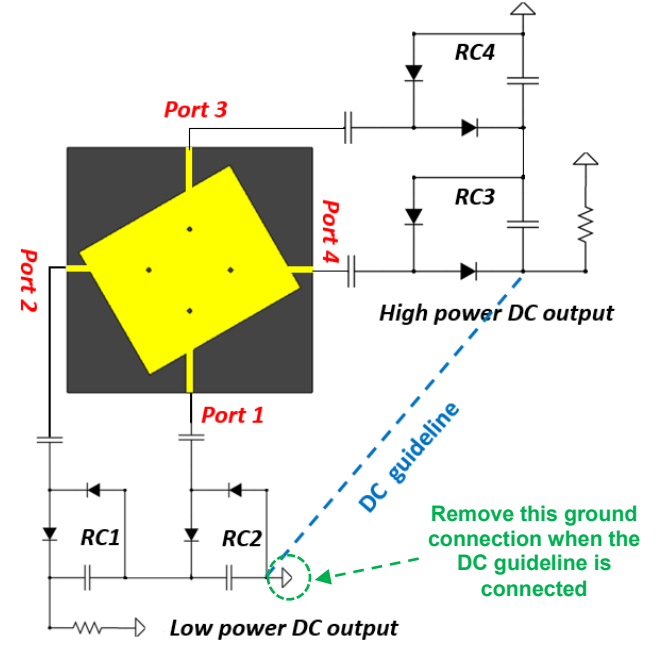 RC4
Port 3
RC3
Port 4
Port 2
High power DC output
Port 1
DC guideline
RC1
RC2
Remove this ground
connection when the
DC guideline is
connected
Low power DC output